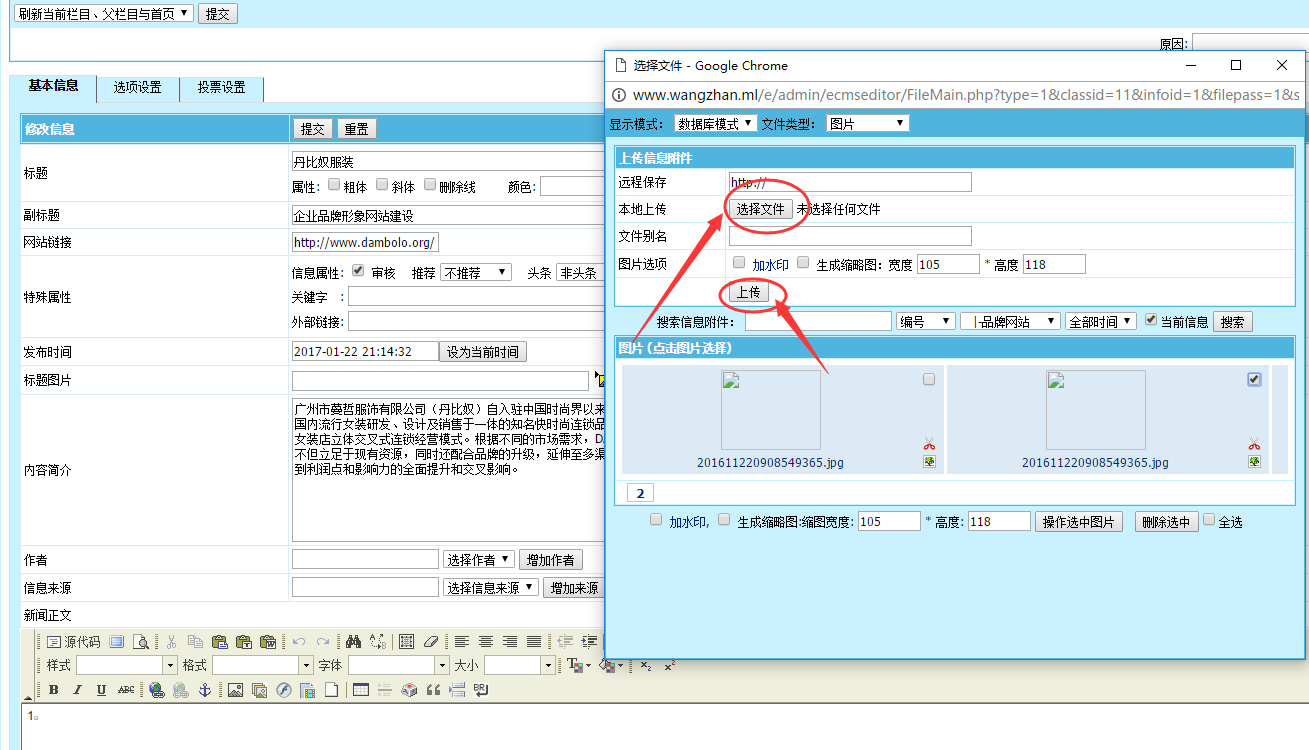 刷新当前栏目、父栏目与首页 提交
原因:
基本信息 选项设置 投票设置
修改信息 提交 重置
标题 丹比奴服装
属性: 粗体 斜体 删除线 颜色:
副标题 企业品牌形象网站建设
网站链接 http://www.dambolo.org/
特殊属性 信息属性: 审核 推荐 不推荐 头条 非头条
关键字 :
外部链接:
发布时间 2017-01-22 21:14:32 设为当前时间
标题图片
内容简介
广州市蕞哲服饰有限公司（丹比奴）自入驻中国时尚界以来
国内流行女装研发、设计及销售于一体的知名快时尚连锁品
女装店立体交叉式连锁经营模式。根据不同的市场需求，D
不但立足于现有资源，同时还配合品牌的升级，延伸至多渠
到利润点和影响力的全面提升和交叉影响。
作者 选择作者 增加作者
信息来源 选择信息来源 增加来源
新闻正文
源代码
样式 格式 字体 大小
B I U ABC
1
选择文件 - Google Chrome
www.wangzhan.ml/e/admin/ecmseditor/FileMain.php?type=1&classid=11&infoid=1&filepass=1&s
显示模式: 数据库模式 文件类型: 图片
上传信息附件
远程保存 http://
本地上传 选择文件 未选择任何文件
文件别名
图片选项 加水印 生成缩略图: 宽度 105 * 高度 118
上传
搜索信息附件: 编号 |-品牌网站 全部时间 当前信息 搜索
图片 (点击图片选择)
201611220908549365.jpg 201611220908549365.jpg
2
加水印, 生成缩略图:缩图宽度: 105 * 高度: 118 操作选中图片 删除选中 全选